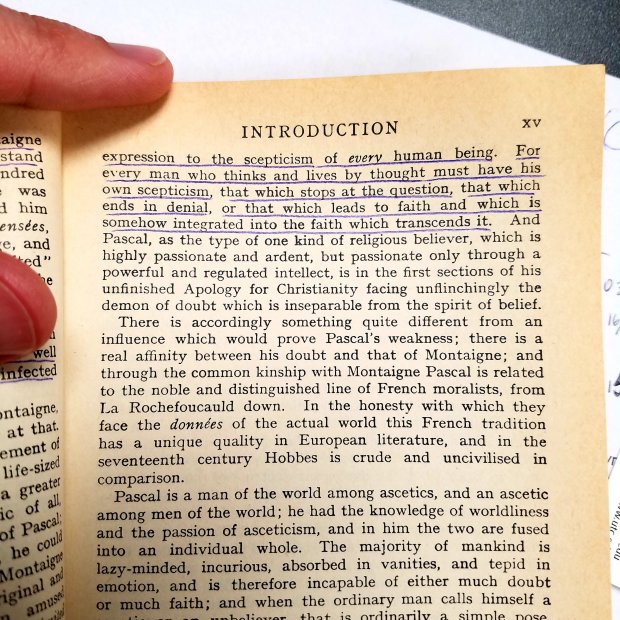 INTRODUCTION xv
expression to the scepticism of every human being. For
every man who thinks and lives by thought must have his
own scepticism, that which stops at the question, that which
ends in denial, or that which leads to faith and which is
somehow integrated into the faith which transcends it. And
Pascal, as the type of one kind of religious believer, which is
highly passionate and ardent, but passionate only through a
powerful and regulated intellect, is in the first sections of his
unfinished Apology for Christianity facing unflinchingly the
demon of doubt which is inseparable from the spirit of belief.
There is accordingly something quite different from an
influence which would prove Pascal's weakness; there is a
real affinity between his doubt and that of Montaigne; and
through the common kinship with Montaigne Pascal is related
to the noble and distinguished line of French moralists, from
La Rochefoucauld down. In the honesty with which they
face the données of the actual world this French tradition
has a unique quality in European literature, and in the
seventeenth century Hobbes is crude and uncivilised in
comparison.
Pascal is a man of the world among ascetics, and an ascetic
among men of the world; he had the knowledge of worldliness
and the passion of asceticism, and in him the two are fused
into an individual whole. The majority of mankind is
lazy-minded, incurious, absorbed in vanities, and tepid in
emotion, and is therefore incapable of either much doubt
or much faith; and when the ordinary man calls himself a